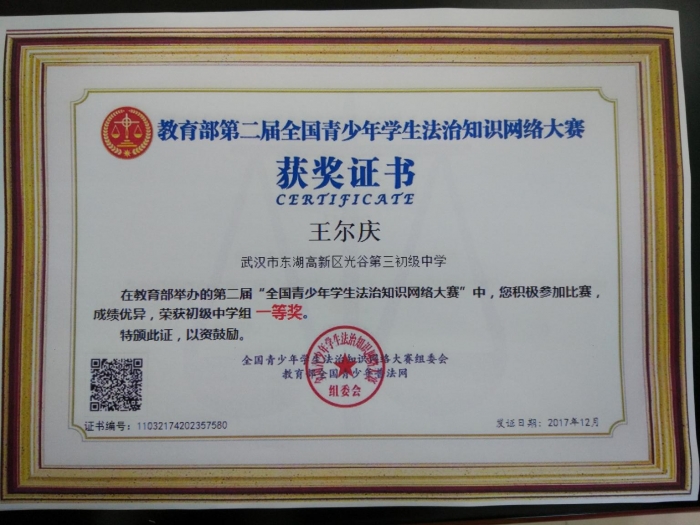 教育部第二届全国青少年学生法治知识网络大赛
获奖证书
CERTIFICATE
王尔庆
武汉市东湖高新区光谷第三初级中学
在教育部举办的第二届“全国青少年学生法治知识网络大赛”中，您积极参加比赛，
成绩优异，荣获初级中学组 一等奖。
特颁此证，以资鼓励。
全国青少年学生法治知识网络大赛组委会
教育部全国青少年普法网
组委会
证书编号：11032174202357580
发证日期：2017年12月